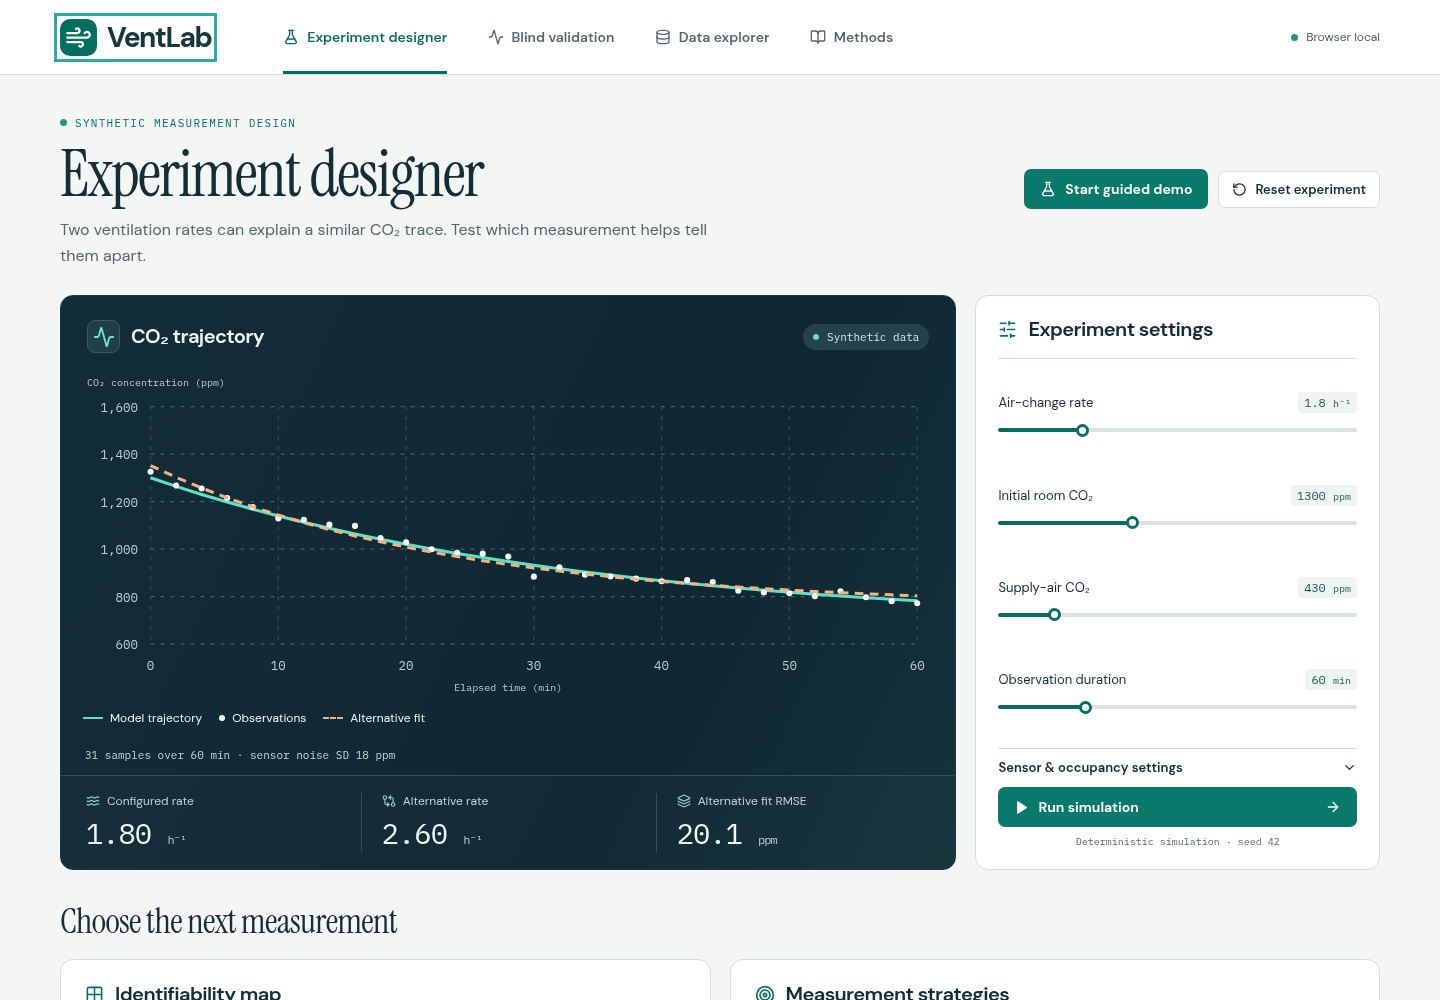 VentLab
Experiment designer
Blind validation
Data explorer
Methods
Browser local
SYNTHETIC MEASUREMENT DESIGN
Experiment designer
Two ventilation rates can explain a similar CO₂ trace. Test which measurement helps tell
them apart.
Start guided demo
Reset experiment
CO₂ trajectory
Synthetic data
CO₂ concentration (ppm)
1,600
1,400
1,200
1,000
800
600
0 10 20 30 40 50 60
Elapsed time (min)
Model trajectory
Observations
Alternative fit
31 samples over 60 min · sensor noise SD 18 ppm
Configured rate
1.80 h⁻¹
Alternative rate
2.60 h⁻¹
Alternative fit RMSE
20.1 ppm
Experiment settings
Air-change rate 1.8 h⁻¹
Initial room CO₂ 1300 ppm
Supply-air CO₂ 430 ppm
Observation duration 60 min
Sensor & occupancy settings
Run simulation
Deterministic simulation · seed 42
Choose the next measurement
Identifiability map
Measurement strategies